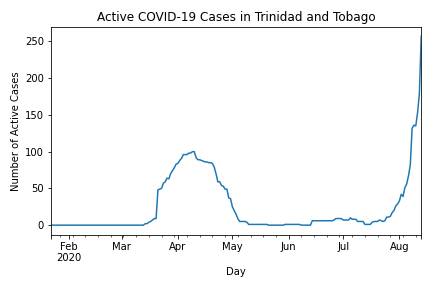 Active COVID-19 Cases in Trinidad and Tobago
Number of Active Cases
250
200
150
100
50
0
Feb
2020
Mar
Apr
May
Jun
Jul
Aug
Day